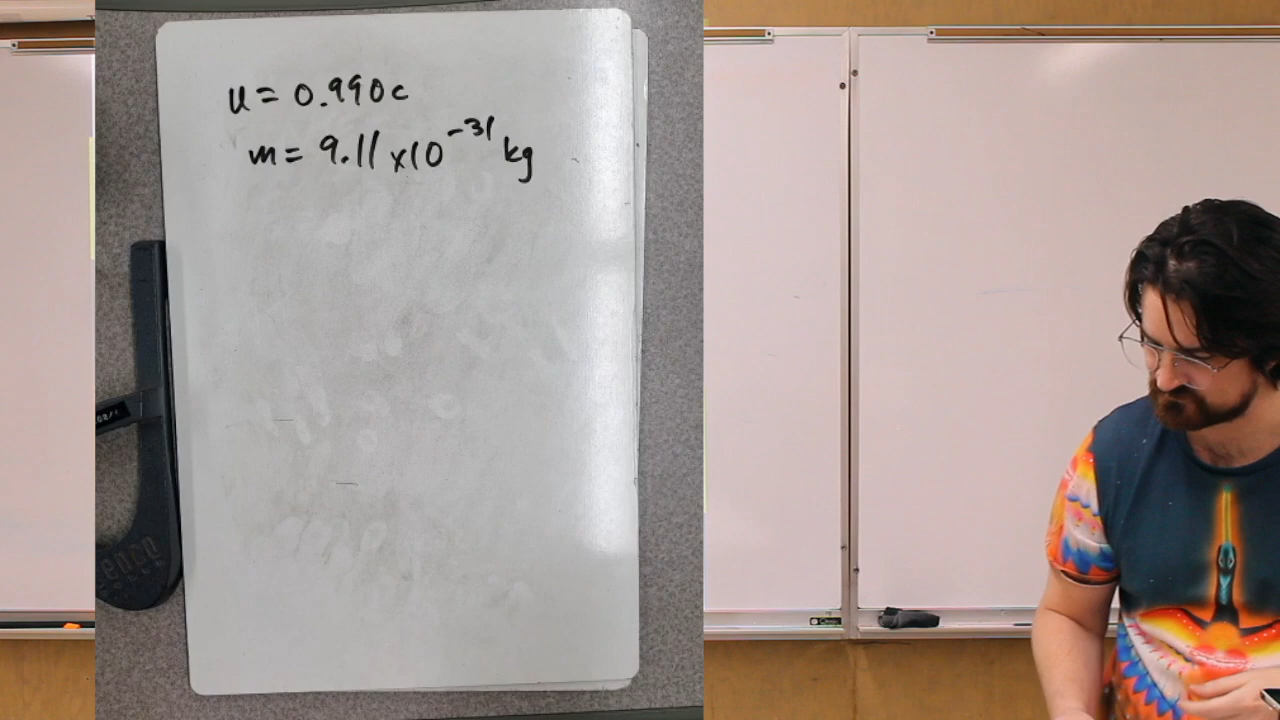 u = 0.990c
m = 9.11 x10^-31 kg